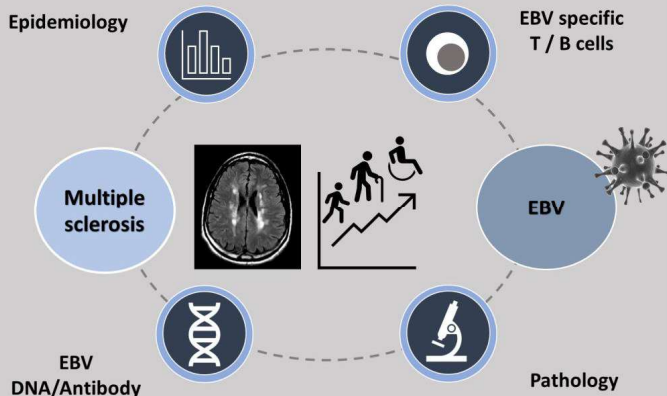 Epidemiology
EBV specific
T / B cells
Multiple
sclerosis
EBV
EBV
DNA/Antibody
Pathology